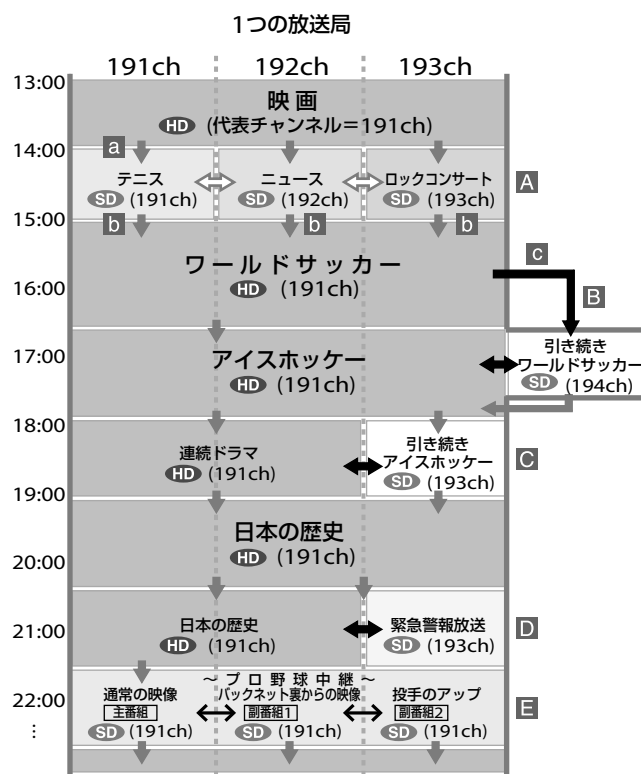 1つの放送局
191ch 192ch 193ch
13:00
映画
HD (代表チャンネル=191ch)
14:00
a
テニス ニュース ロックコンサート
SD (191ch) SD (192ch) SD (193ch)
A
15:00
b b b
ワールドサッカー
HD (191ch)
c
16:00
B
17:00
アイスホッケー
HD (191ch)
引き続き
ワールドサッカー
SD (194ch)
18:00
連続ドラマ
HD (191ch)
引き続き
アイスホッケー
SD (193ch)
C
19:00
日本の歴史
HD (191ch)
20:00
21:00
日本の歴史
HD (191ch)
緊急警報放送
SD (193ch)
D
~プロ野球中継~
通常の映像 バックネット裏からの映像 投手のアップ
22:00
主番組 副番組1 副番組2
SD (191ch) SD (191ch) SD (191ch)
E
⋮